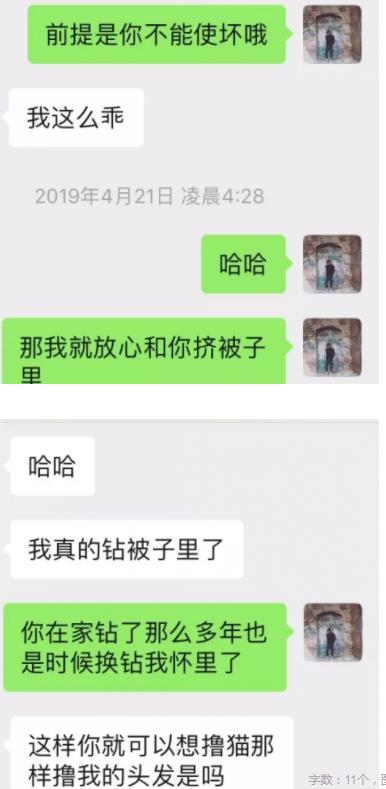 前提是你不能使坏哦
我这么乖
2019年4月21日 凌晨4:28
哈哈
那我就放心和你挤被子
里
哈哈
我真的钻被子里了
你在家钻了那么多年也
是时候换钻我怀里了
这样你就可以想撸猫那
样撸我的头发是吗
字数：11个，